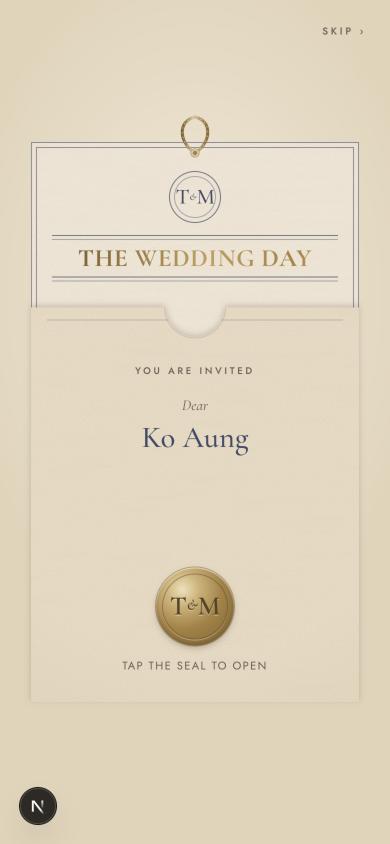 SKIP ›
T&M
THE WEDDING DAY
YOU ARE INVITED
Dear
Ko Aung
T&M
TAP THE SEAL TO OPEN
N